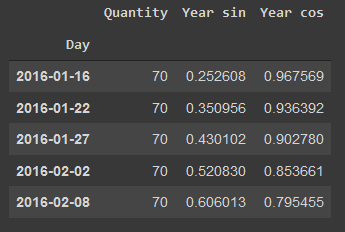 Quantity Year sin Year cos
Day
2016-01-16 70 0.252608 0.967569
2016-01-22 70 0.350956 0.936392
2016-01-27 70 0.430102 0.902780
2016-02-02 70 0.520830 0.853661
2016-02-08 70 0.606013 0.795455